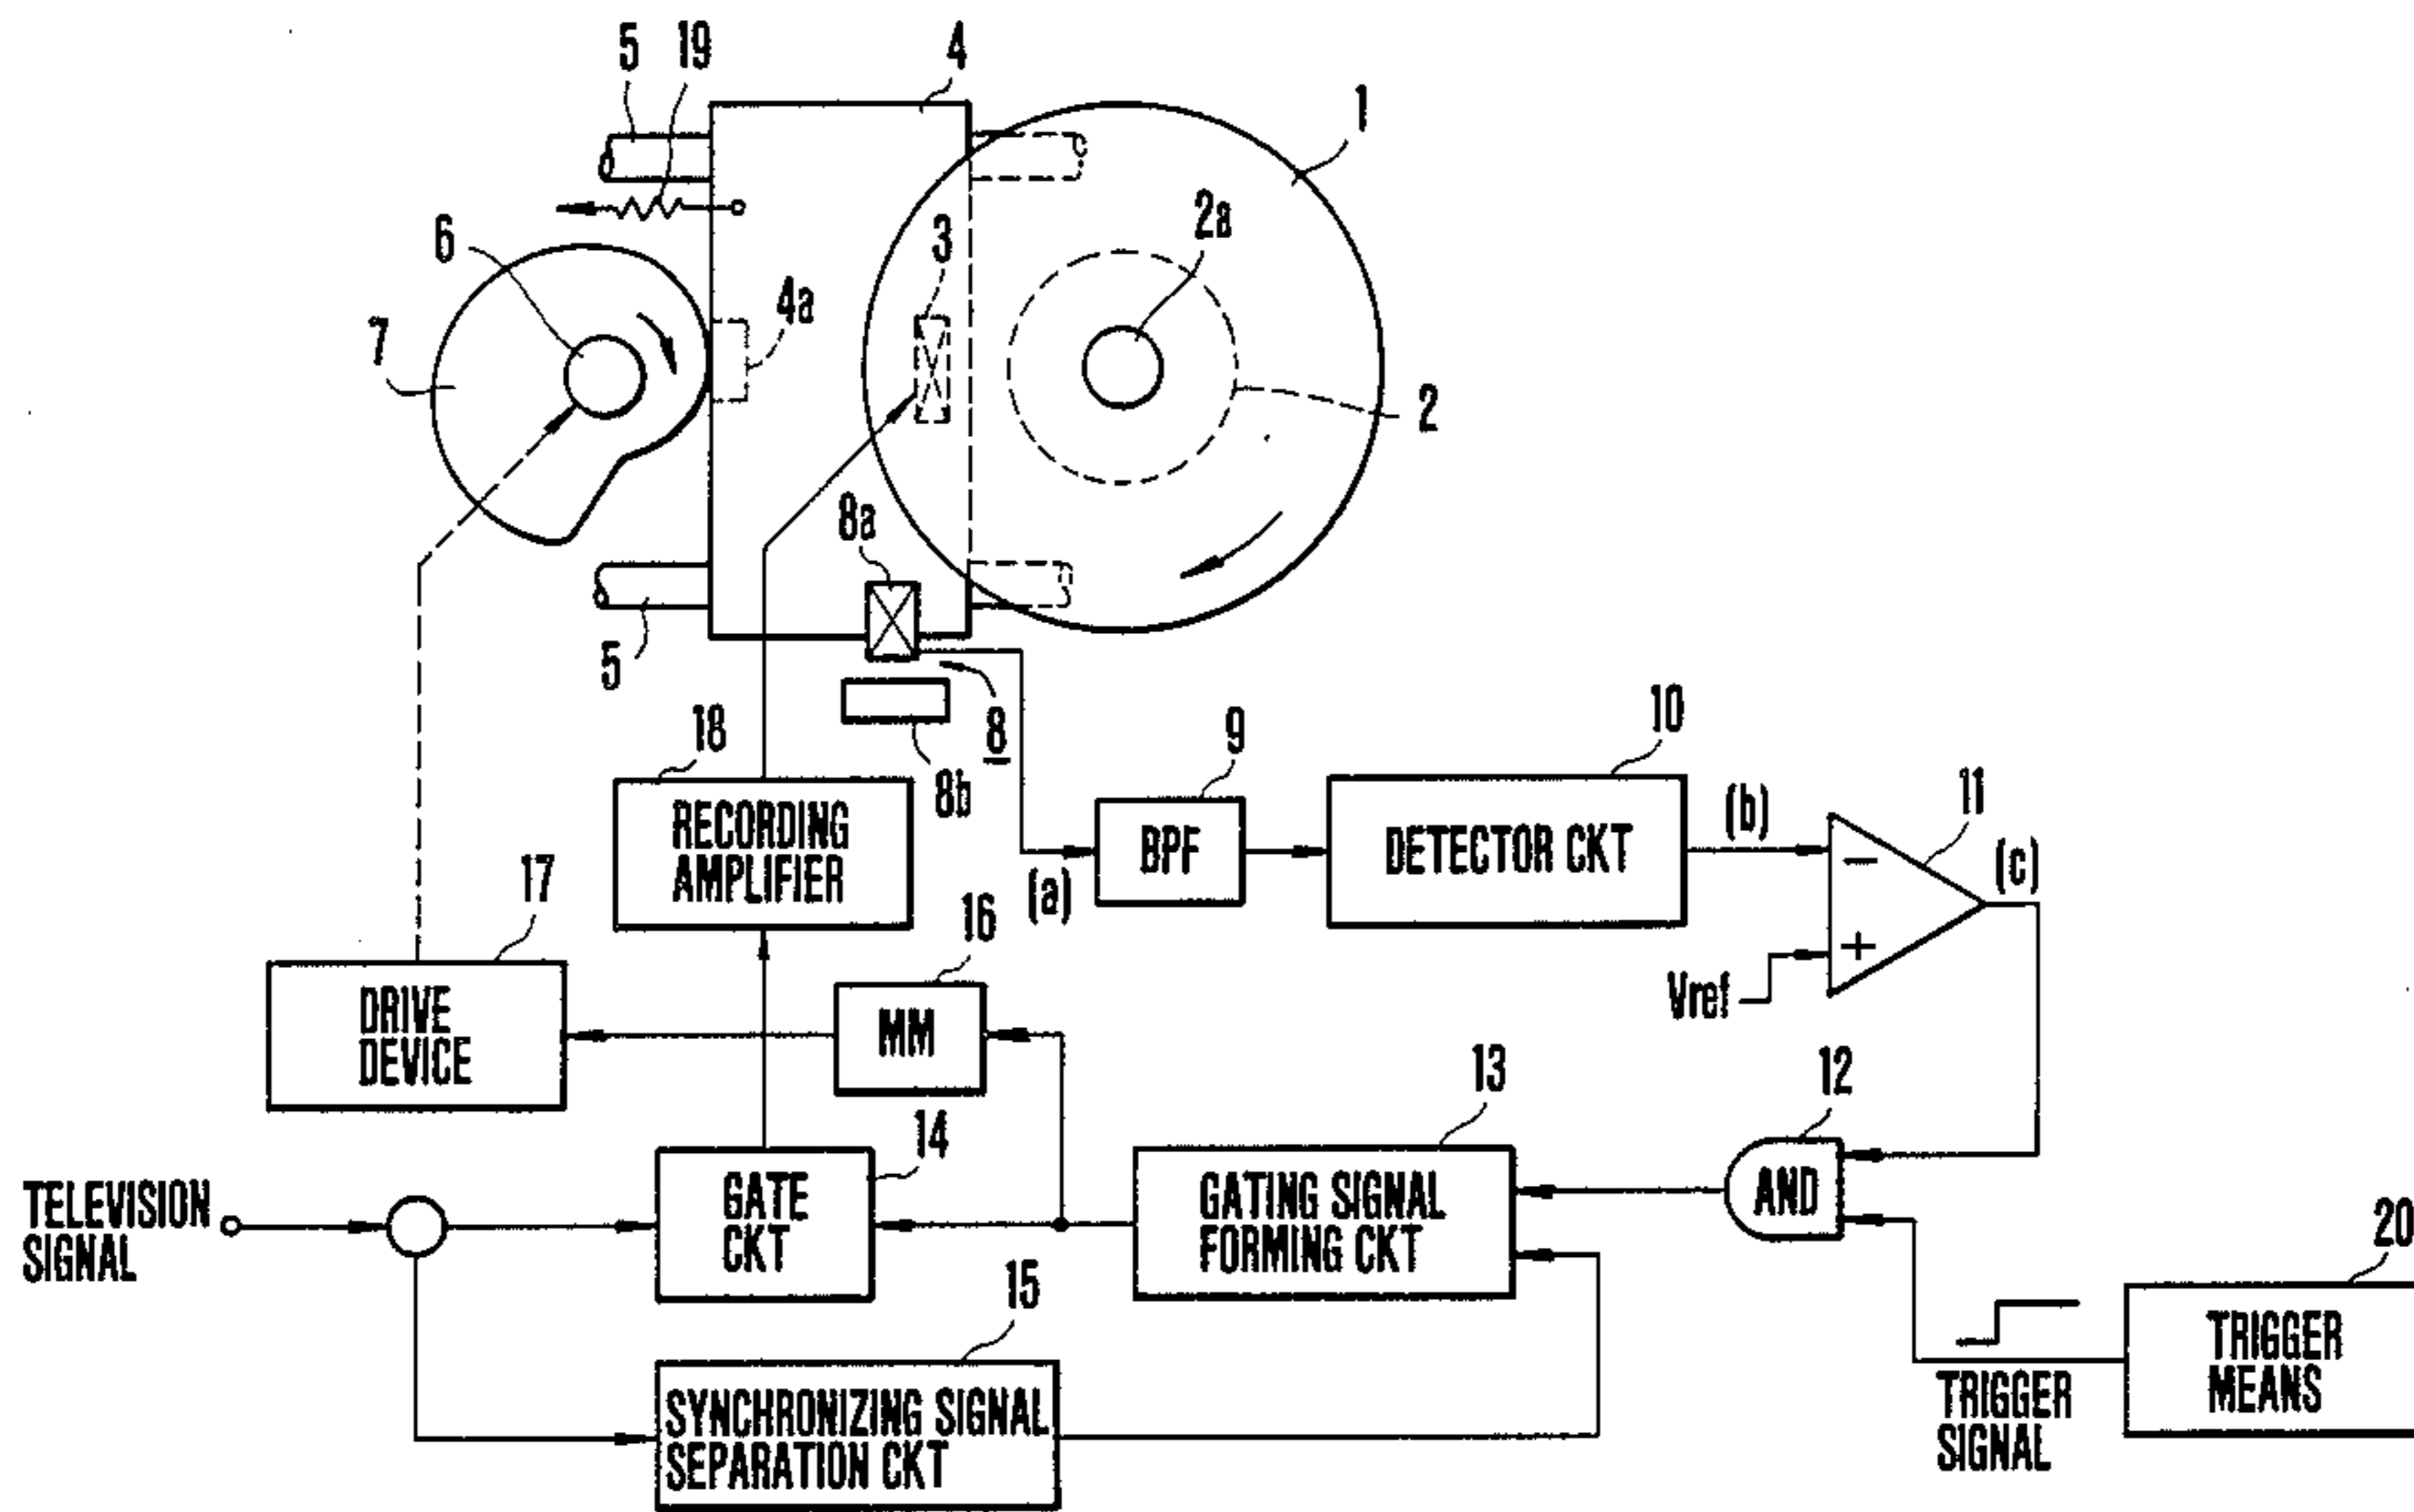 5
19
4
1
6
3
2a
4a
7
2
8a
5
8
8b
18
RECORDING
AMPLIFIER
9
BPF
(a)
10
DETECTOR CKT
(b)
11
(c)
-
+
Vref
17
DRIVE
DEVICE
16
MM
14
GATE
CKT
13
GATING SIGNAL
FORMING CKT
12
AND
TELEVISION
SIGNAL
15
SYNCHRONIZING SIGNAL
SEPARATION CKT
TRIGGER
SIGNAL
20
TRIGGER
MEANS